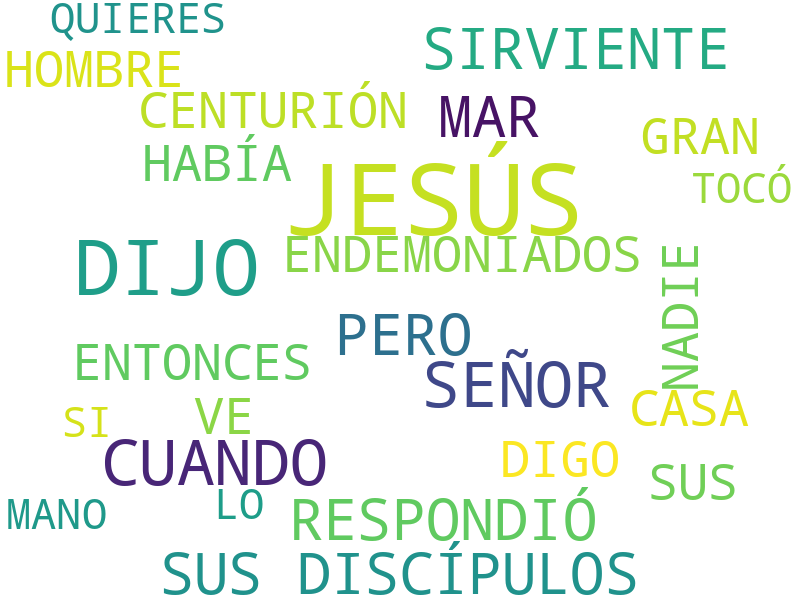 QUIERES
SIRVIENTE
HOMBRE
CENTURIÓN
MAR
GRAN
HABÍA
JESÚS
TOCÓ
DIJO
ENDEMONIADOS
NADIE
PERO
ENTONCES
SEÑOR
CASA
SI
VE
CUANDO
DIGO
SUS
MANO
LO
RESPONDIÓ
SUS DISCÍPULOS